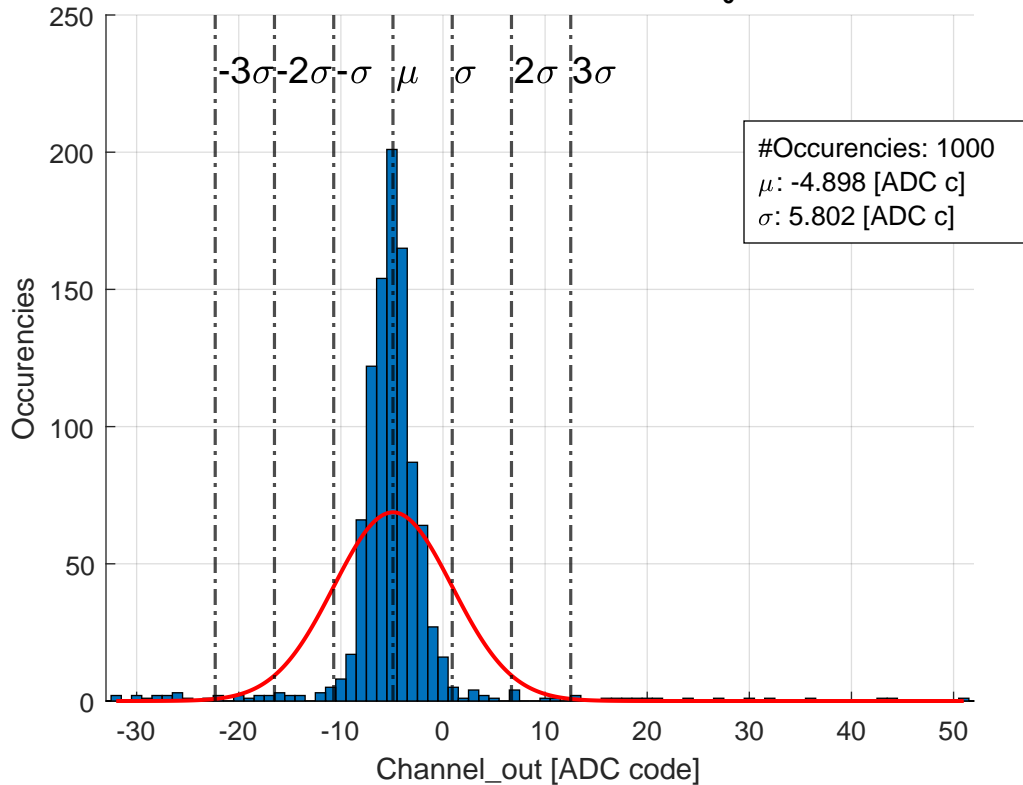 250
200
150
100
50
0
-3σ -2σ -σ μ σ 2σ 3σ
#Occurencies: 1000
μ: -4.898 [ADC c]
σ: 5.802 [ADC c]
Occurencies
-30 -20 -10 0 10 20 30 40 50
Channel_out [ADC code]